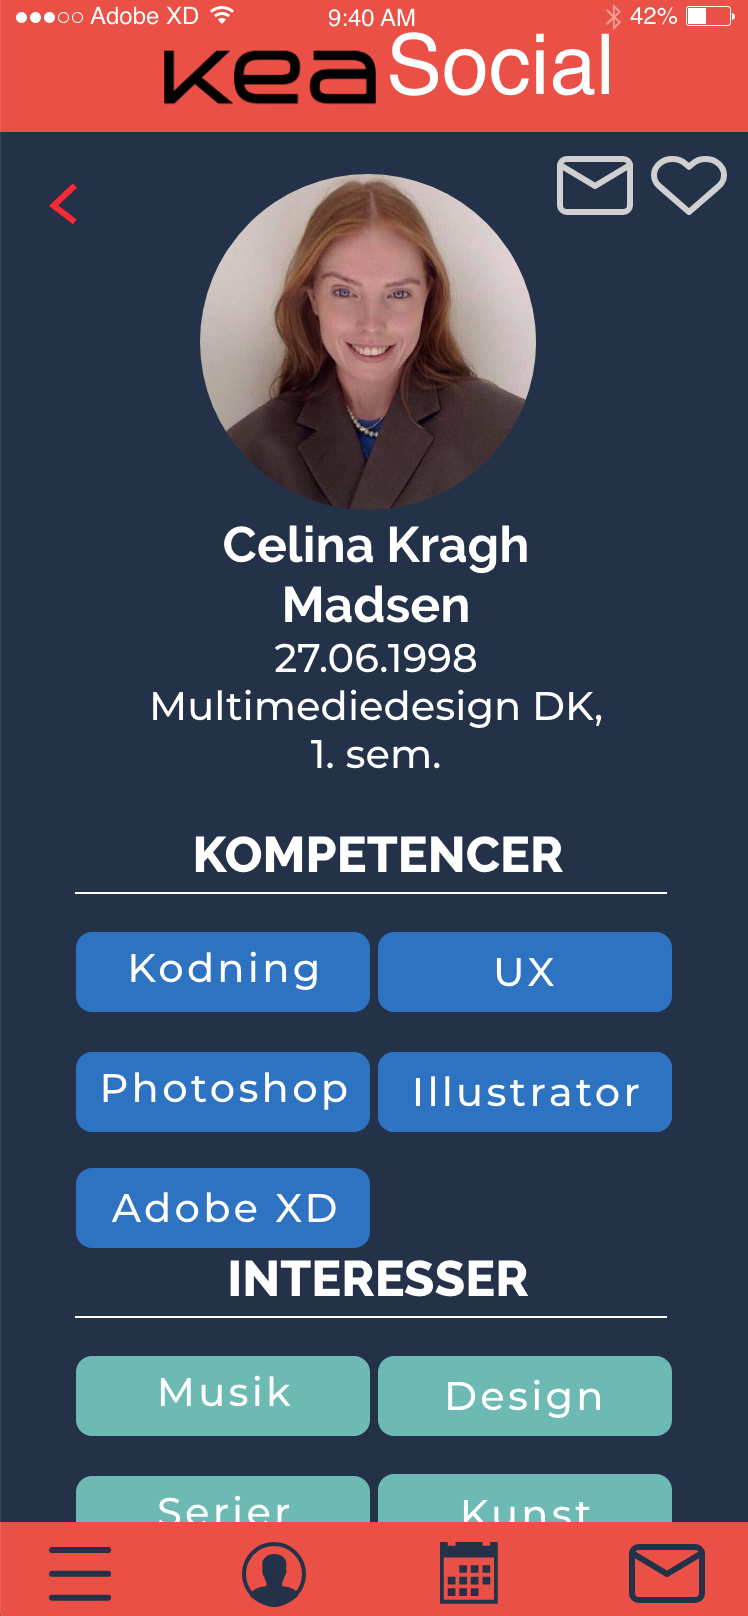 Adobe XD 9:40 AM 42%
kea Social
Celina Kragh
Madsen
27.06.1998
Multimediedesign DK,
1. sem.
KOMPETENCER
Kodning UX
Photoshop Illustrator
Adobe XD
INTERESSER
Musik Design
Serier Kunst